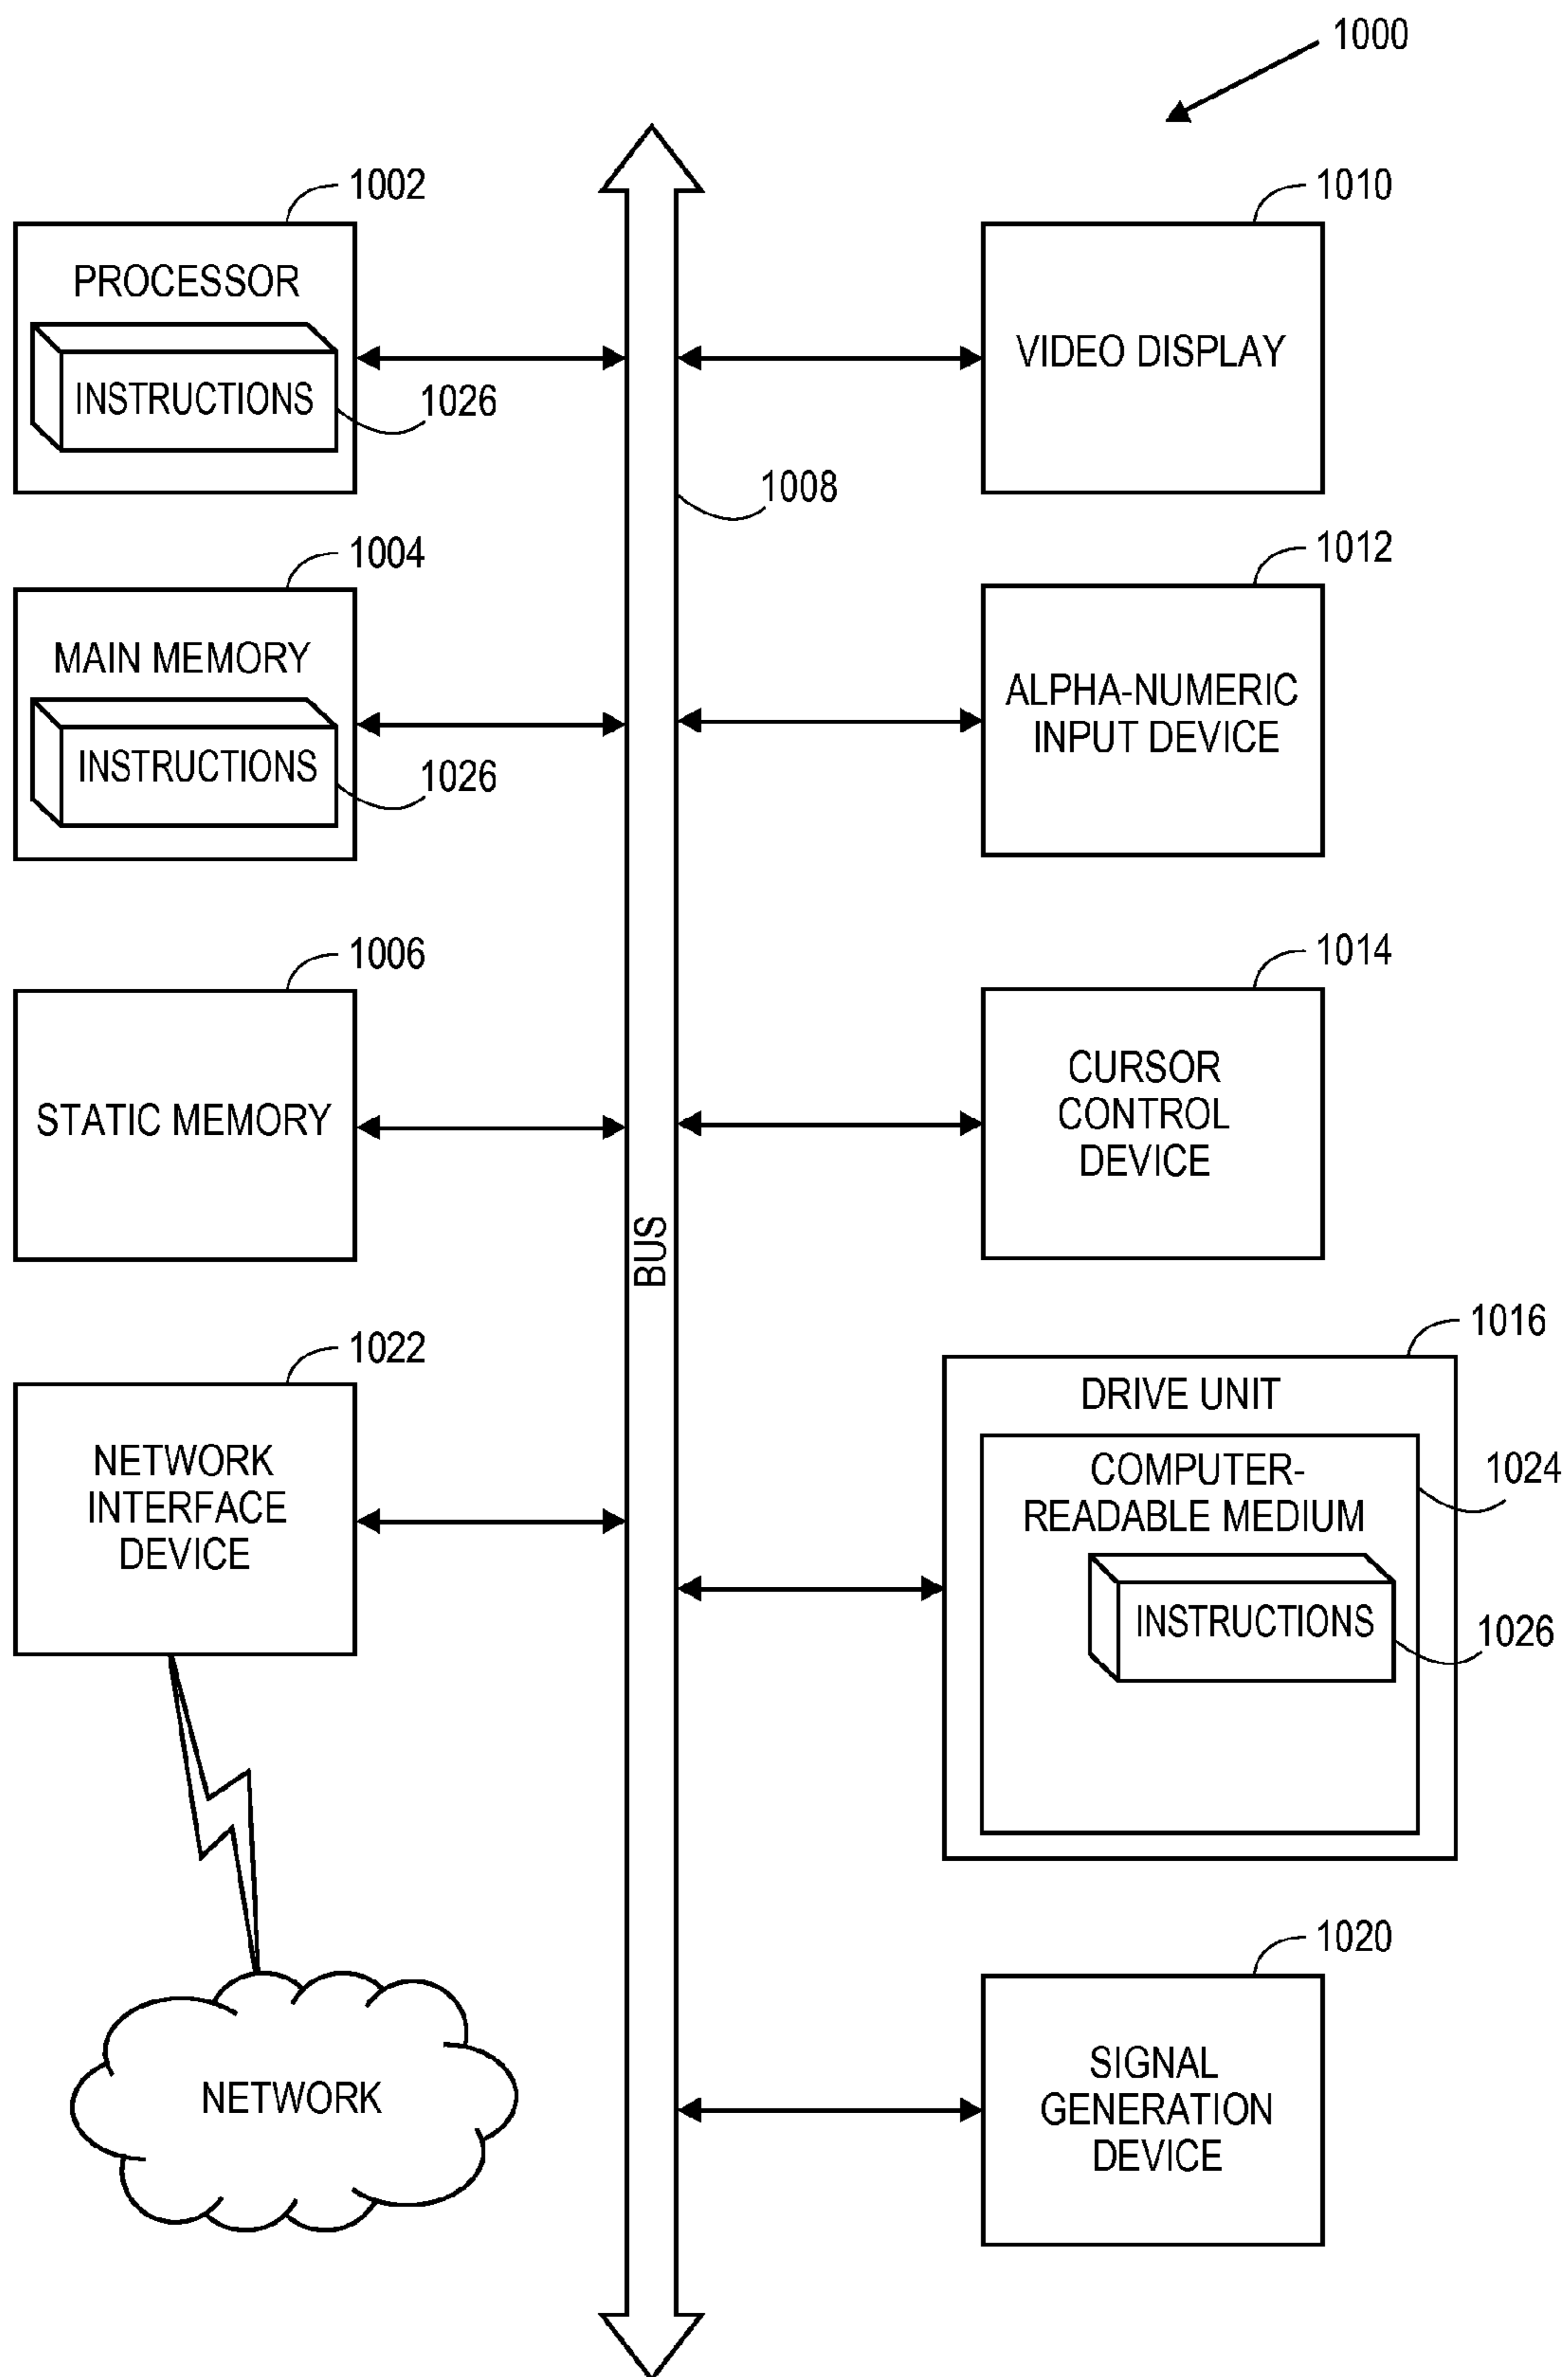 1000
1002
PROCESSOR
INSTRUCTIONS
1026
1004
MAIN MEMORY
INSTRUCTIONS
1026
1006
STATIC MEMORY
1022
NETWORK
INTERFACE
DEVICE
NETWORK
BUS
1008
1010
VIDEO DISPLAY
1012
ALPHA-NUMERIC
INPUT DEVICE
1014
CURSOR
CONTROL
DEVICE
1016
DRIVE UNIT
1024
COMPUTER-
READABLE MEDIUM
INSTRUCTIONS
1026
1020
SIGNAL
GENERATION
DEVICE